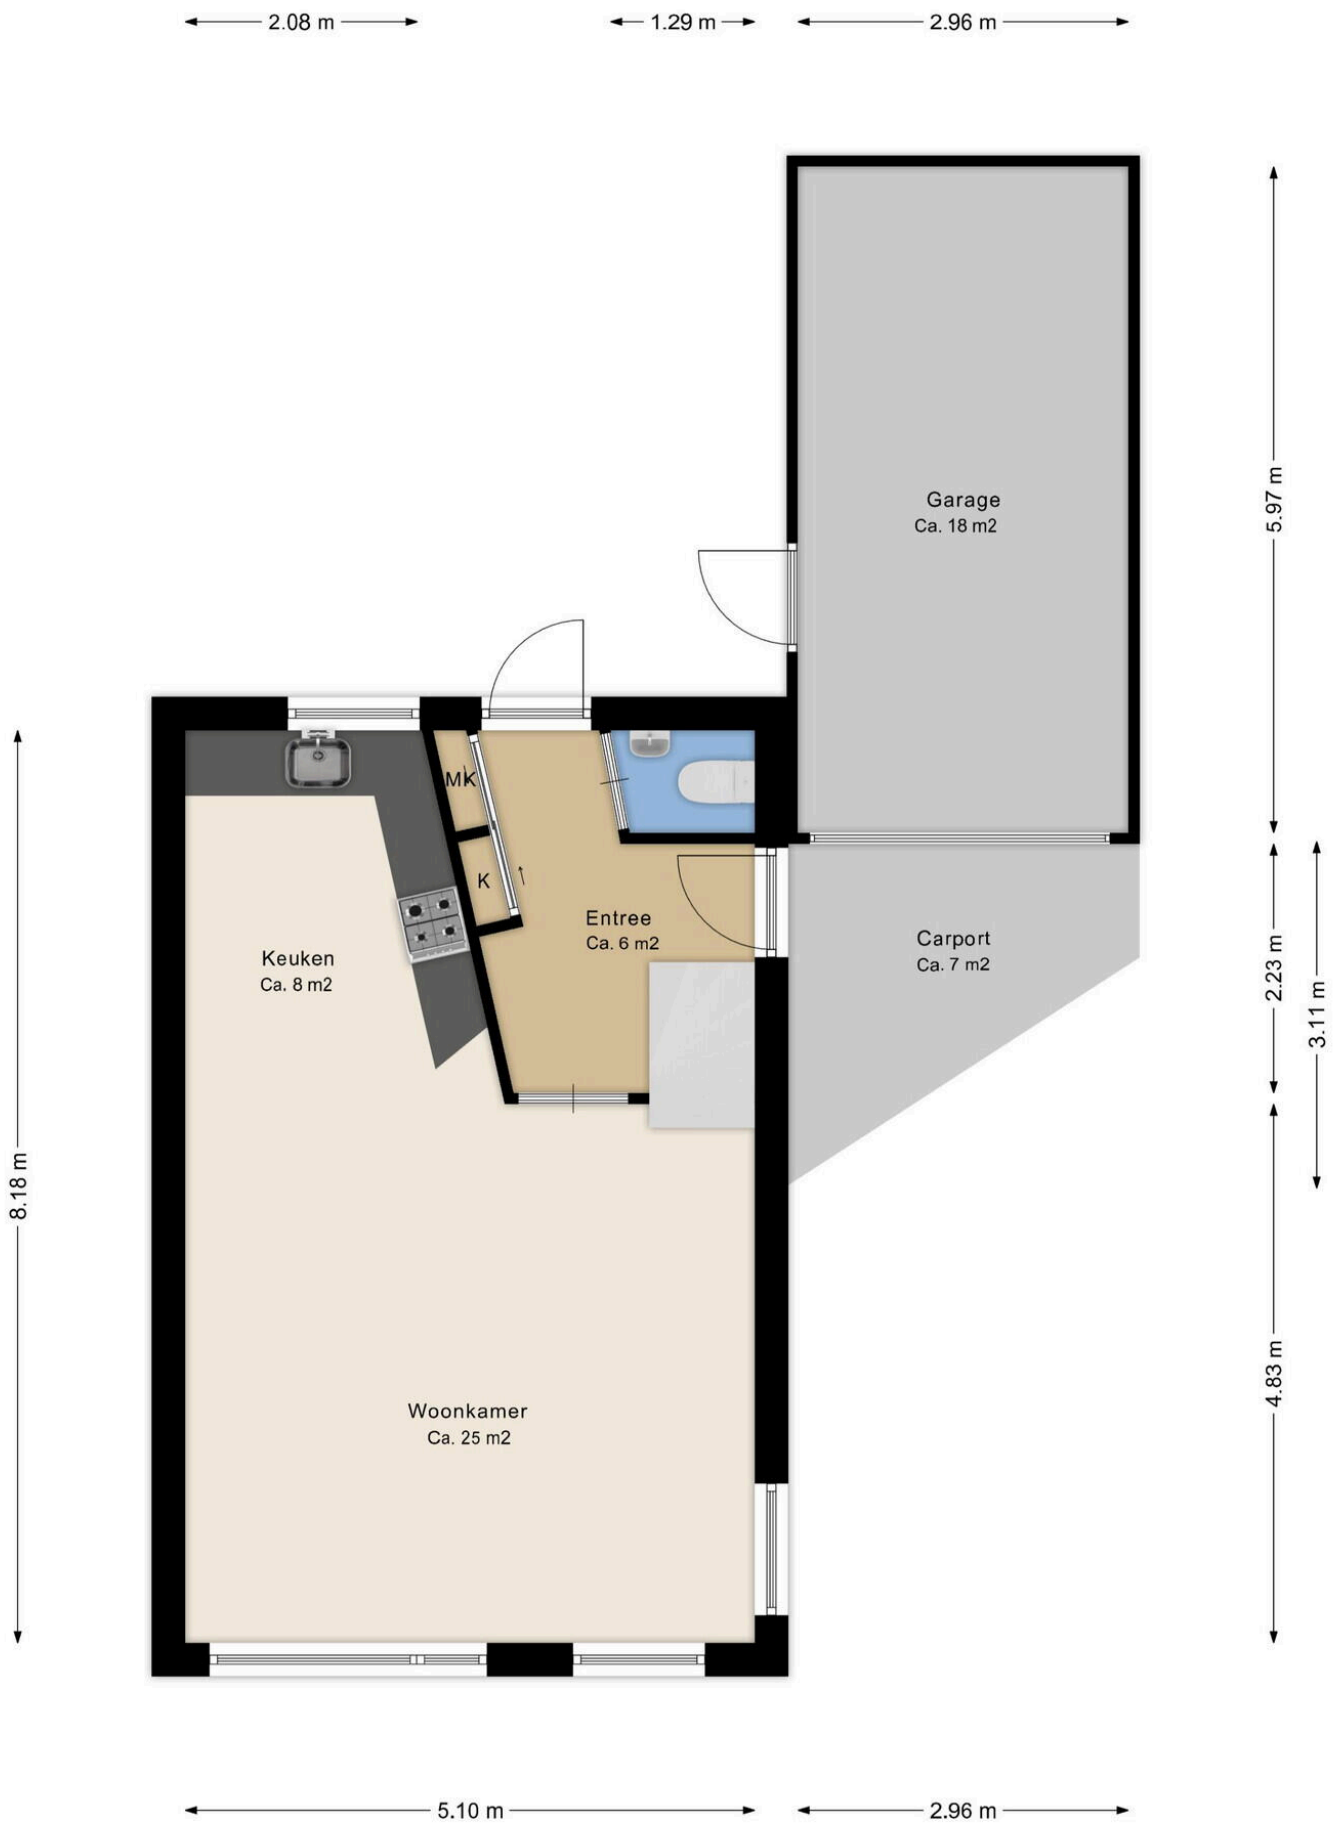 2.08 m
1.29 m
2.96 m
Garage
Ca. 18 m2
5.97 m
MK
K
Entree
Ca. 6 m2
Keuken
Ca. 8 m2
Carport
Ca. 7 m2
2.23 m
3.11 m
8.18 m
4.83 m
Woonkamer
Ca. 25 m2
5.10 m
2.96 m